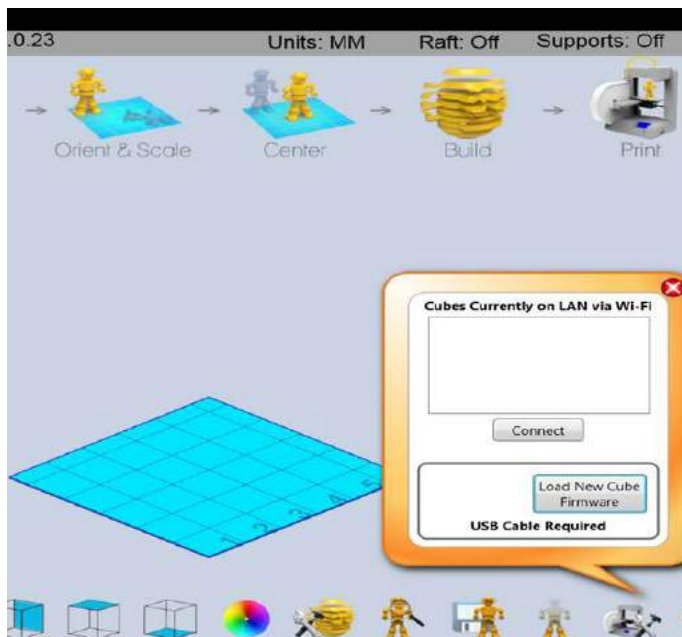 .0.23 Units: MM Raft: Off Supports: Off
Orient & Scale Center Build Print
Cubes Currently on LAN via Wi-Fi
Connect
Load New Cube
Firmware
USB Cable Required
1 2 3 4 5